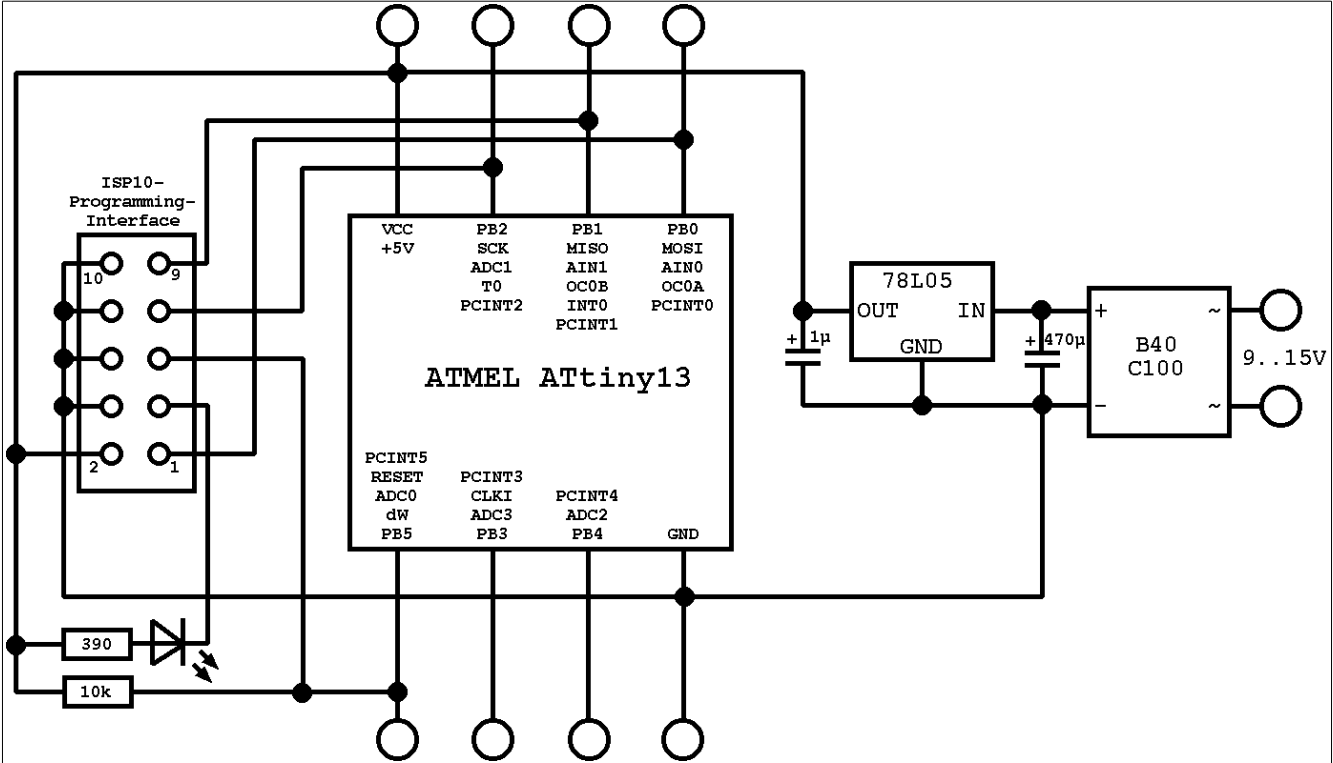 ISP10-
Programming-
Interface
10
9
2
1
VCC
+5V
PB2
SCK
ADC1
T0
PCINT2
PB1
MISO
AIN1
OC0B
INT0
PCINT1
PB0
MOSI
AIN0
OC0A
PCINT0
ATMEL ATtiny13
PCINT5
RESET
ADC0
dW
PB5
PCINT3
CLKI
ADC3
PB3
PCINT4
ADC2
PB4
GND
78L05
OUT
IN
GND
+ 1µ
+ 470µ
+
-
~
~
B40
C100
9..15V
390
10k